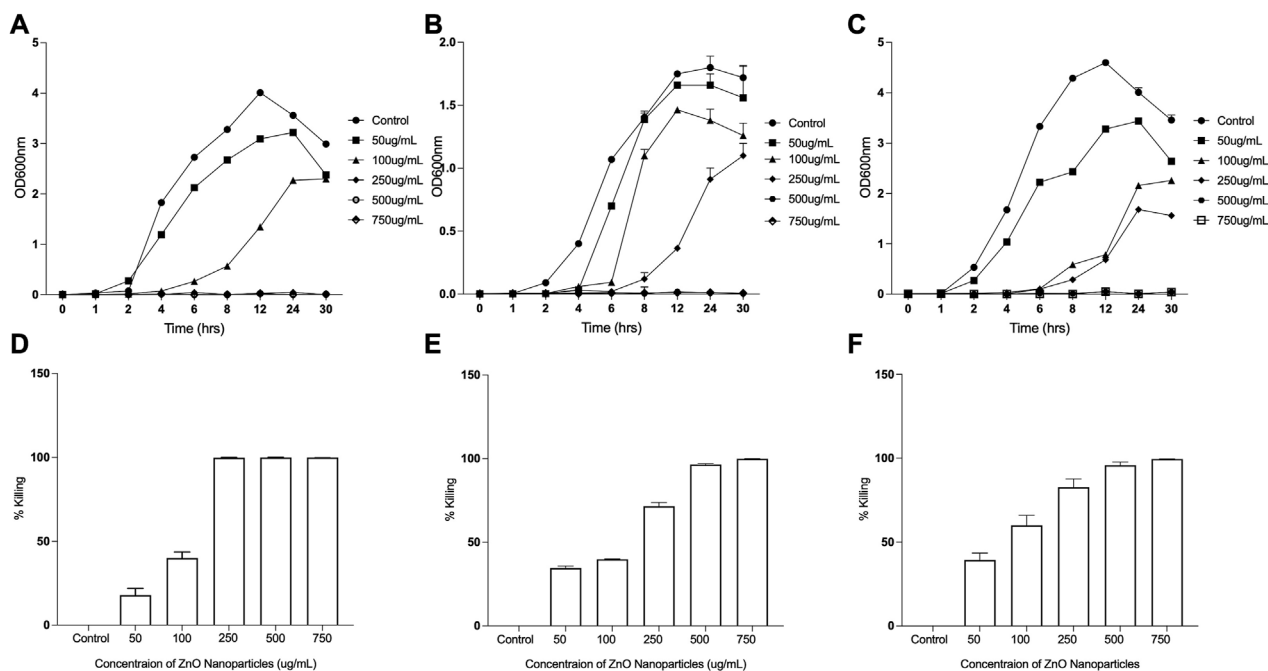 A
5
4
3
2
1
0
OD600nm
0 1 2 4 6 8 12 24 30
Time (hrs)
Control
50ug/mL
100ug/mL
250ug/mL
500ug/mL
750ug/mL
B
2.0
1.5
1.0
0.5
0.0
OD600nm
0 1 2 4 6 8 12 24 30
Time (hrs)
Control
50ug/mL
100ug/mL
250ug/mL
500ug/mL
750ug/mL
C
5
4
3
2
1
0
OD600nm
0 1 2 4 6 8 12 24 30
Time (hrs)
Control
50ug/mL
100ug/mL
250ug/mL
500ug/mL
750ug/mL
D
150
100
50
0
% Killing
Control 50 100 250 500 750
Concentraion of ZnO Nanoparticles (ug/mL)
E
150
100
50
0
% Killing
Control 50 100 250 500 750
Concentraion of ZnO Nanoparticles (ug/mL)
F
150
100
50
0
% Killing
Control 50 100 250 500 750
Concentraion of ZnO Nanoparticles